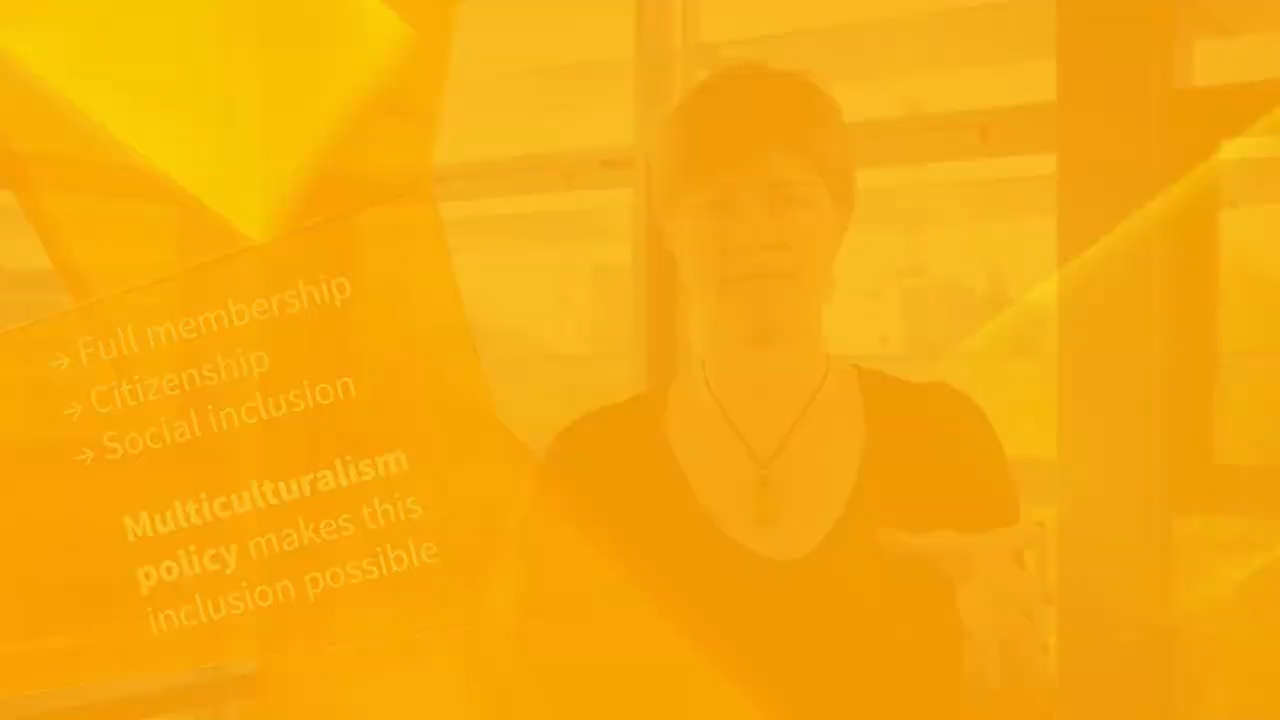 → Full membership
→ Citizenship
→ Social inclusion
Multiculturalism
policy makes this
inclusion possible